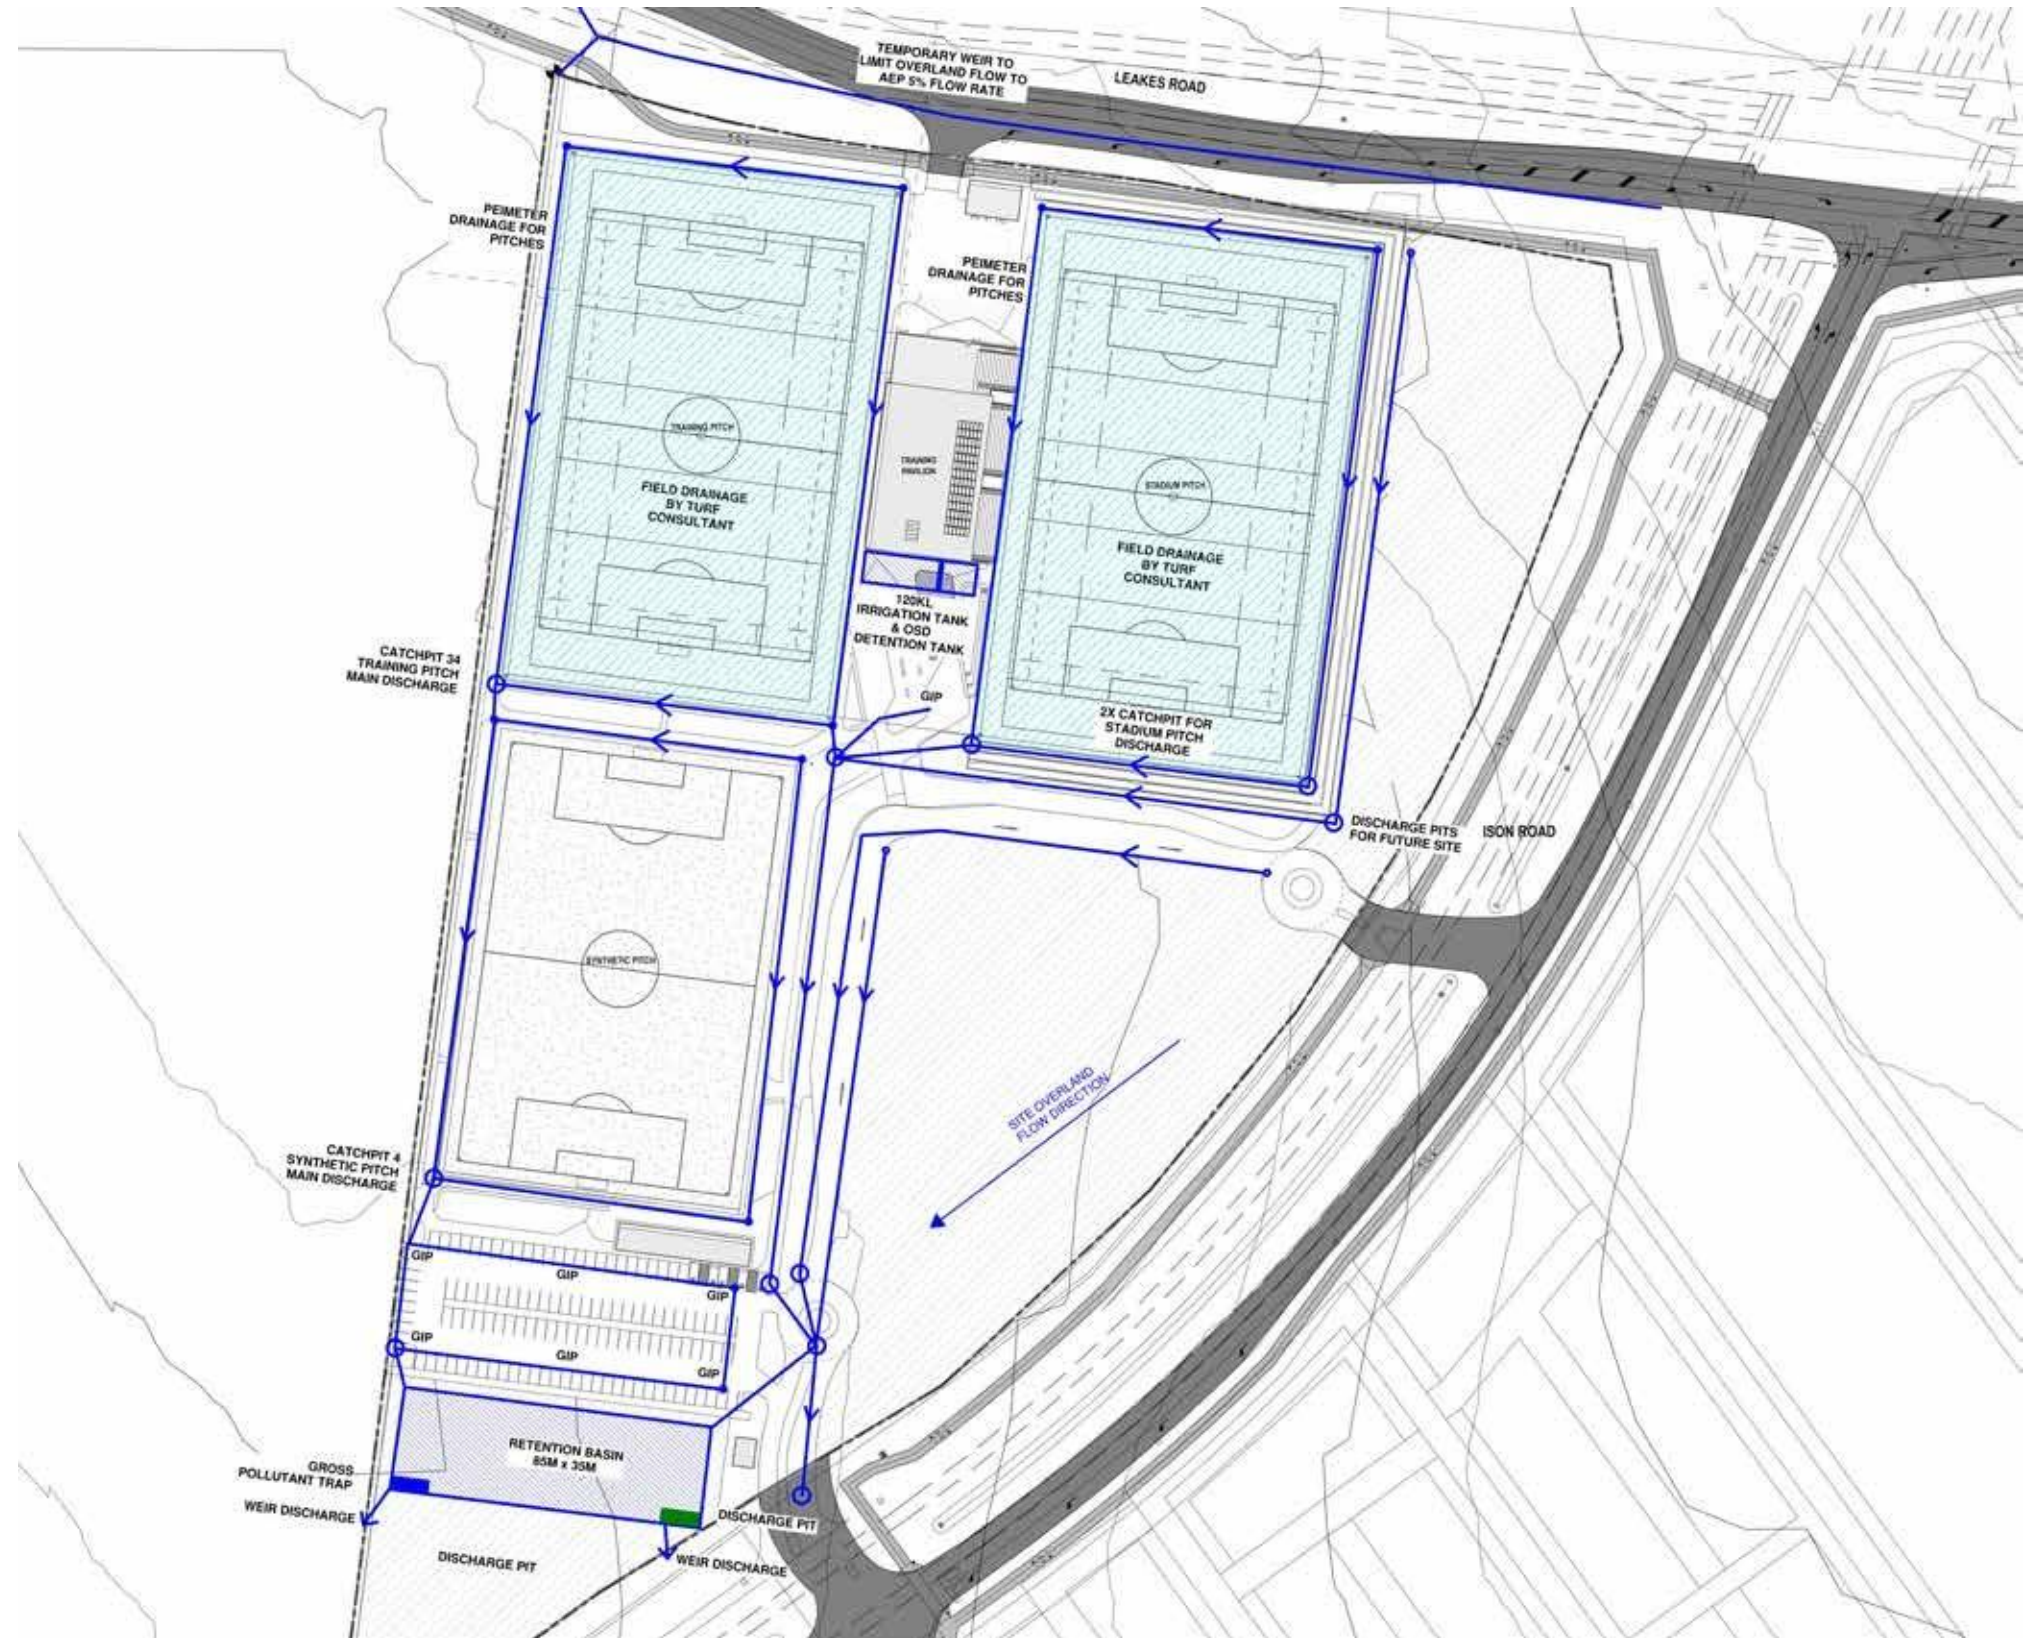 TEMPORARY WEIR TO
LIMIT OVERLAND FLOW TO
AEP 5% FLOW RATE
LEAKES ROAD
PEIMETER
DRAINAGE FOR
PITCHES
PEIMETER
DRAINAGE FOR
PITCHES
TRAINING PITCH
FIELD DRAINAGE
BY TURF
CONSULTANT
TRAINING
PAVILION
STADIUM PITCH
FIELD DRAINAGE
BY TURF
CONSULTANT
120KL
IRRIGATION TANK
& OSD
DETENTION TANK
GIP
CATCHPIT 34
TRAINING PITCH
MAIN DISCHARGE
2X CATCHPIT FOR
STADIUM PITCH
DISCHARGE
DISCHARGE PITS
FOR FUTURE SITE
ISON ROAD
SYNTHETIC PITCH
SITE OVERLAND
FLOW DIRECTION
CATCHPIT 4
SYNTHETIC PITCH
MAIN DISCHARGE
GIP
GIP
GIP
GIP
GIP
GIP
RETENTION BASIN
85M x 35M
GROSS
POLLUTANT TRAP
WEIR DISCHARGE
DISCHARGE PIT
DISCHARGE PIT
WEIR DISCHARGE